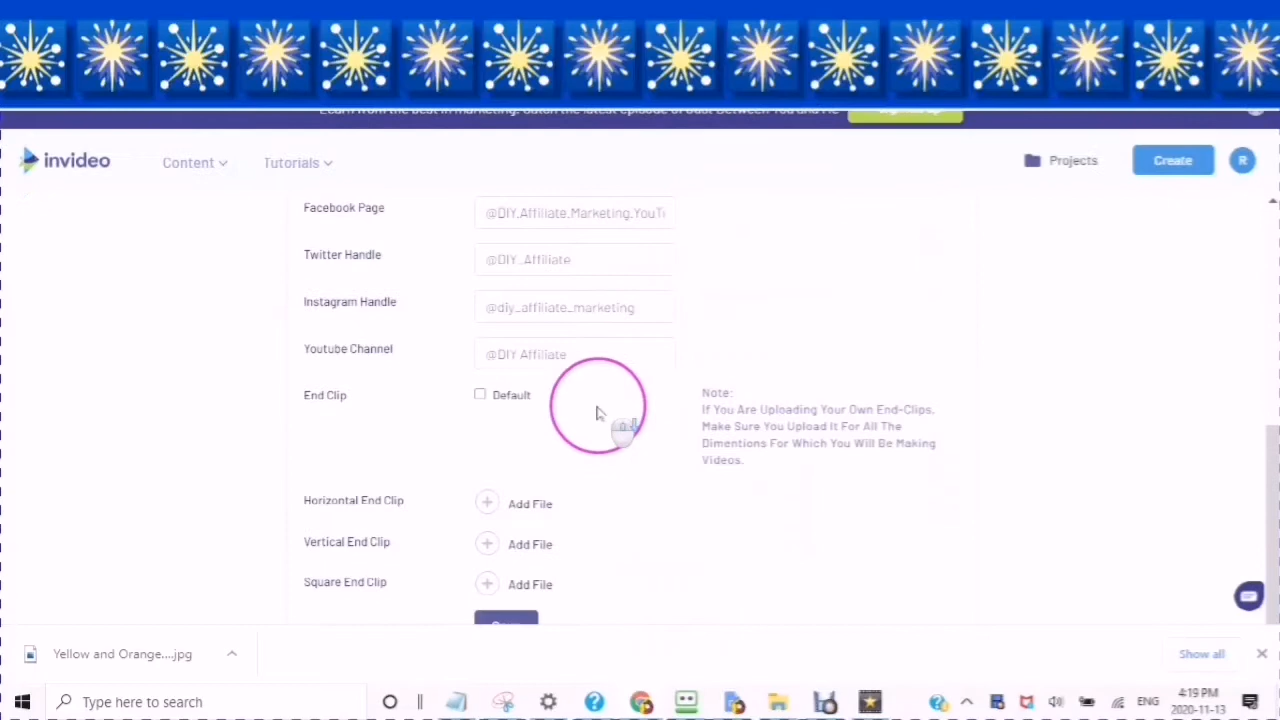 Learn from the best in marketing. Catch the latest episode of Just Between You and Me
invideo
Content
Tutorials
Projects
Create
R
Facebook Page
@DIY.Affiliate.Marketing.YouT
Twitter Handle
@DIY_Affiliate
Instagram Handle
@diy_affiliate_marketing
Youtube Channel
@DIY Affiliate
End Clip
Default
Note:
If You Are Uploading Your Own End-Clips,
Make Sure You Upload It For All The
Dimentions For Which You Will Be Making
Videos.
Horizontal End Clip
Add File
Vertical End Clip
Add File
Square End Clip
Add File
Yellow and Orange....jpg
Show all
Type here to search
ENG
4:19 PM
2020-11-13